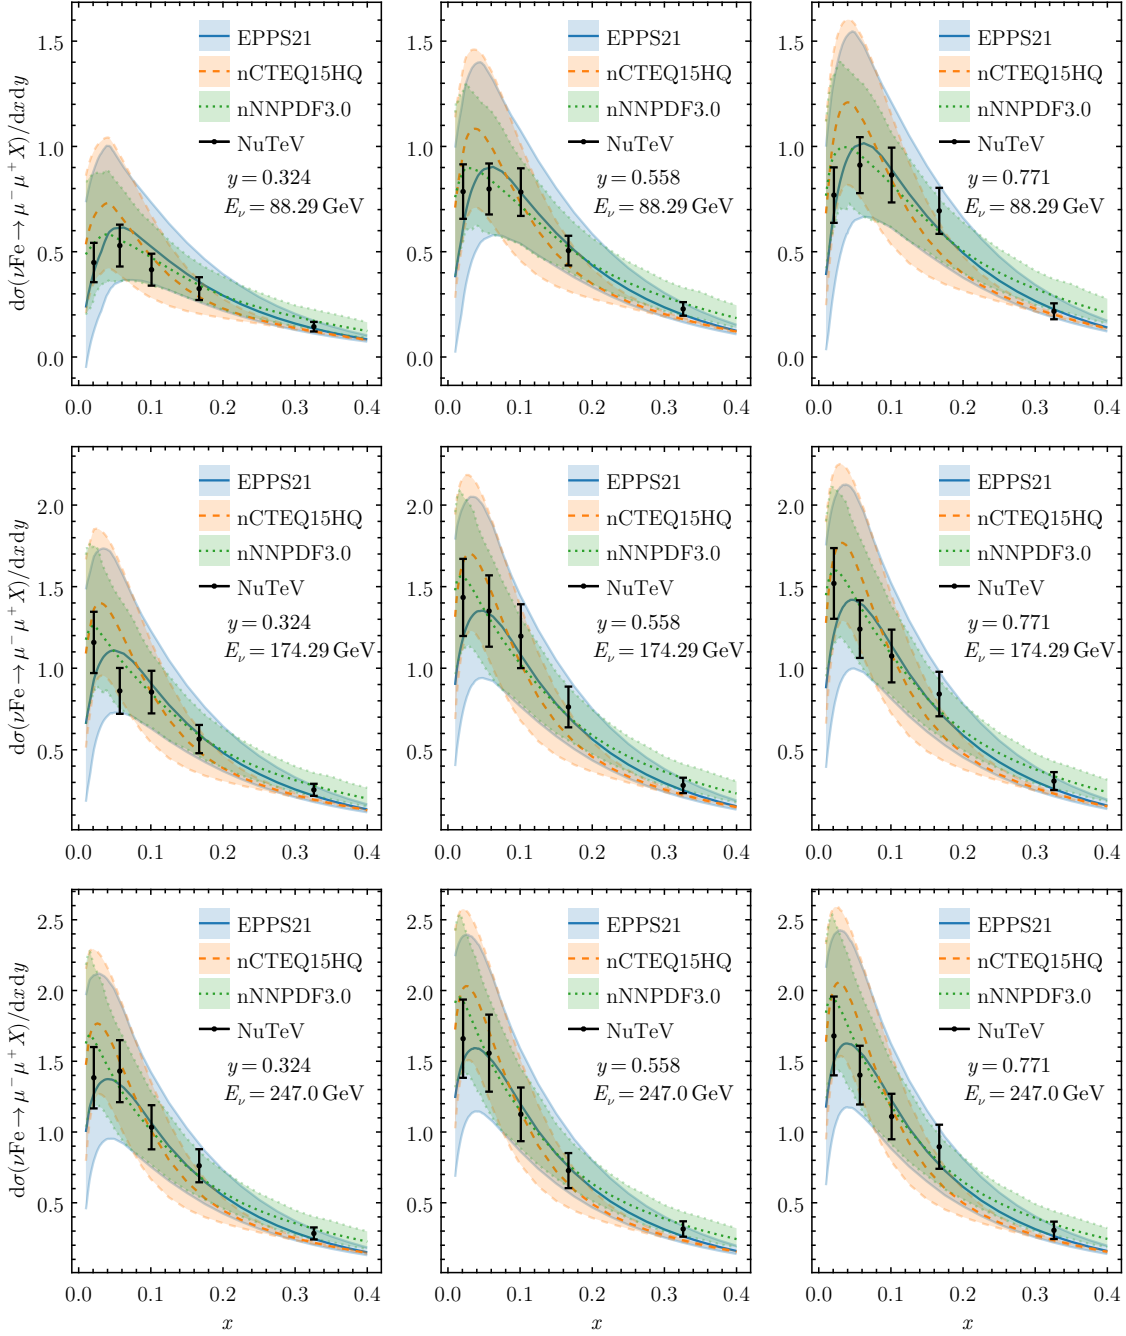 dσ(νFe→μ⁻μ⁺X)/dxdy
1.5
1.0
0.5
0.0
0.0 0.1 0.2 0.3 0.4
EPPS21
nCTEQ15HQ
nNNPDF3.0
NuTeV
y = 0.324
E_ν = 88.29 GeV
0.0 0.1 0.2 0.3 0.4
EPPS21
nCTEQ15HQ
nNNPDF3.0
NuTeV
y = 0.558
E_ν = 88.29 GeV
0.0 0.1 0.2 0.3 0.4
EPPS21
nCTEQ15HQ
nNNPDF3.0
NuTeV
y = 0.771
E_ν = 88.29 GeV
1.5
1.0
0.5
0.0
1.5
1.0
0.5
0.0
dσ(νFe→μ⁻μ⁺X)/dxdy
2.0
1.5
1.0
0.5
0.0 0.1 0.2 0.3 0.4
EPPS21
nCTEQ15HQ
nNNPDF3.0
NuTeV
y = 0.324
E_ν = 174.29 GeV
2.0
1.5
1.0
0.5
0.0 0.1 0.2 0.3 0.4
EPPS21
nCTEQ15HQ
nNNPDF3.0
NuTeV
y = 0.558
E_ν = 174.29 GeV
2.0
1.5
1.0
0.5
0.0 0.1 0.2 0.3 0.4
EPPS21
nCTEQ15HQ
nNNPDF3.0
NuTeV
y = 0.771
E_ν = 174.29 GeV
dσ(νFe→μ⁻μ⁺X)/dxdy
2.5
2.0
1.5
1.0
0.5
0.0 0.1 0.2 0.3 0.4
x
EPPS21
nCTEQ15HQ
nNNPDF3.0
NuTeV
y = 0.324
E_ν = 247.0 GeV
2.5
2.0
1.5
1.0
0.5
0.0 0.1 0.2 0.3 0.4
x
EPPS21
nCTEQ15HQ
nNNPDF3.0
NuTeV
y = 0.558
E_ν = 247.0 GeV
2.5
2.0
1.5
1.0
0.5
0.0 0.1 0.2 0.3 0.4
x
EPPS21
nCTEQ15HQ
nNNPDF3.0
NuTeV
y = 0.771
E_ν = 247.0 GeV